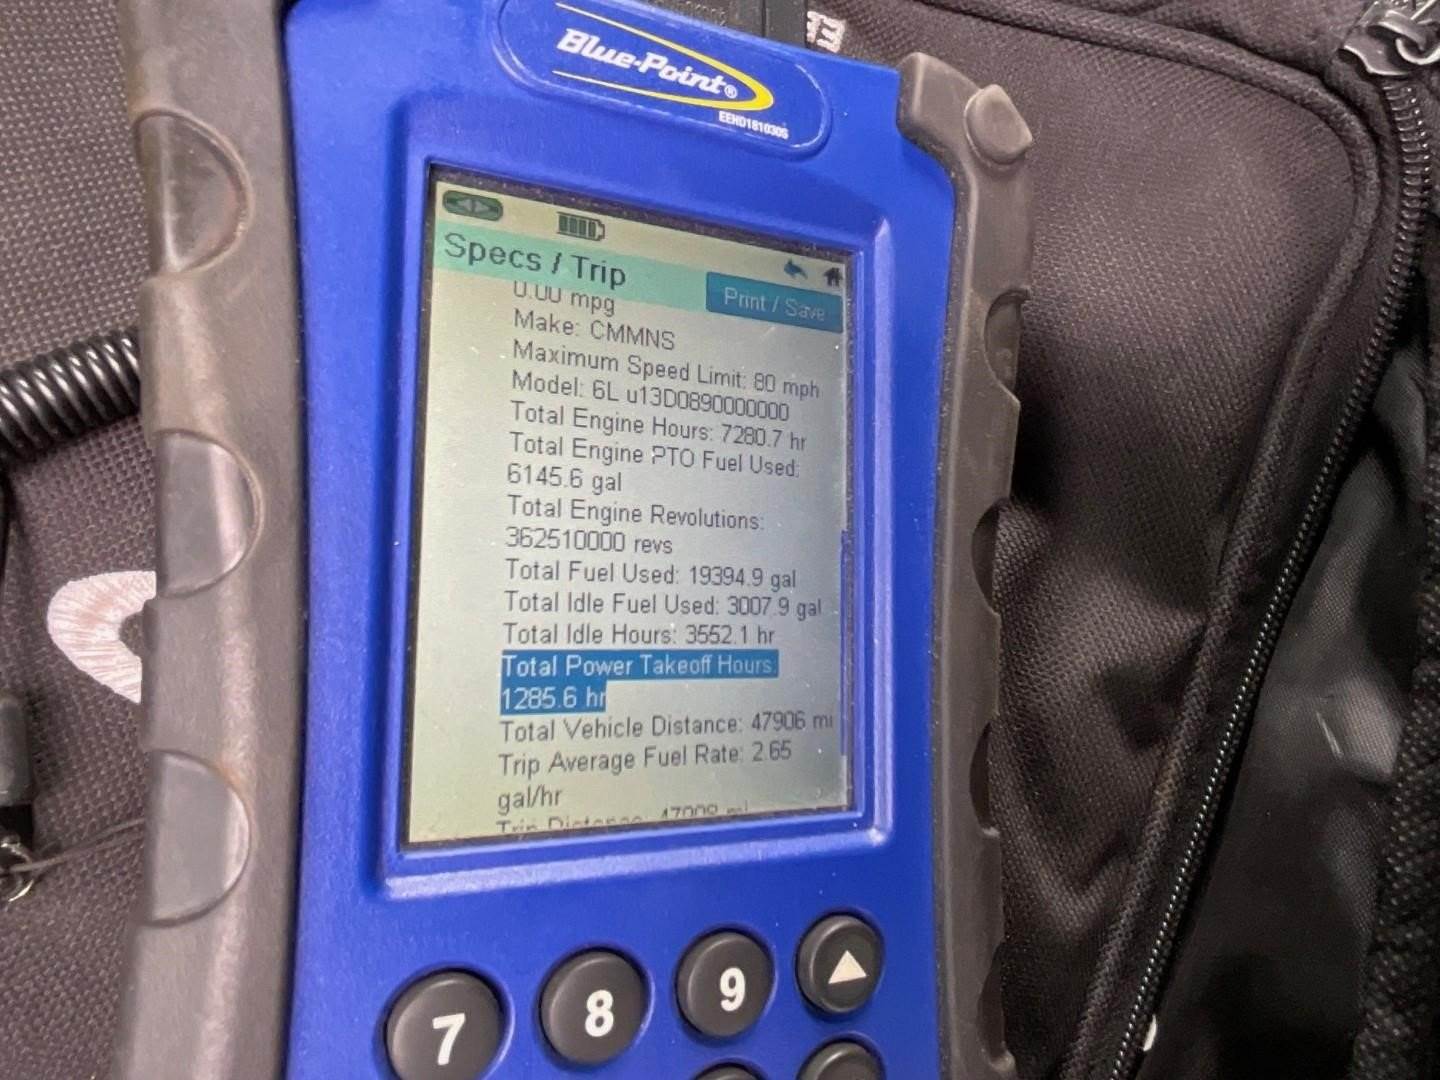 Blue-Point®
EEHD181030S
Specs / Trip
Print / Save
0.00 mpg
Make: CMMNS
Maximum Speed Limit: 80 mph
Model: 6L u13D0890000000
Total Engine Hours: 7280.7 hr
Total Engine PTO Fuel Used:
6145.6 gal
Total Engine Revolutions:
362510000 revs
Total Fuel Used: 19394.9 gal
Total Idle Fuel Used: 3007.9 gal
Total Idle Hours: 3552.1 hr
Total Power Takeoff Hours:
1285.6 hr
Total Vehicle Distance: 47906 mi
Trip Average Fuel Rate: 2.65
gal/hr
Trip Distance:
7
8
9